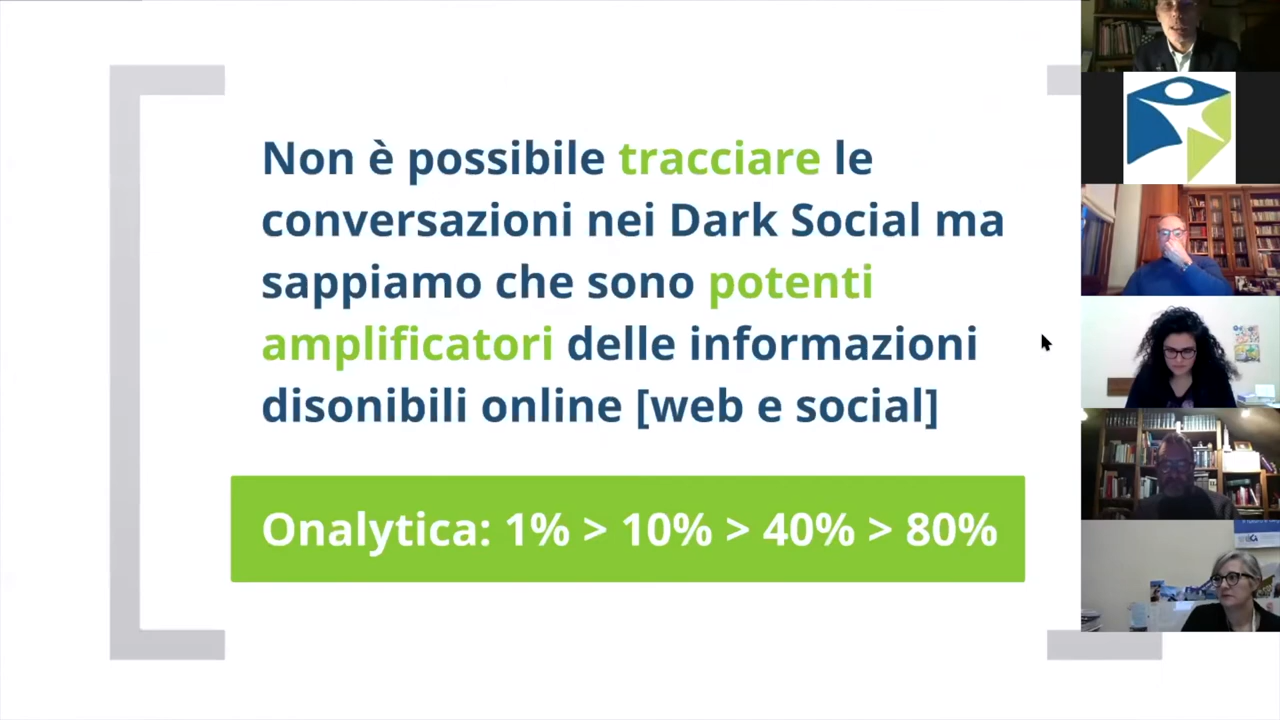 Non è possibile tracciare le
conversazioni nei Dark Social ma
sappiamo che sono potenti
amplificatori delle informazioni
disonibili online [web e social]
Onalytica: 1% > 10% > 40% > 80%